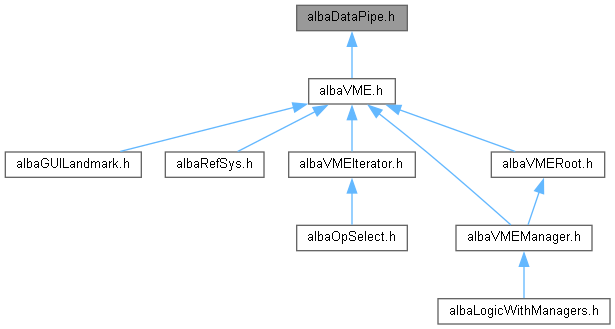 albaDataPipe.h
albaVME.h
albaGUILandmark.h
albaRefSys.h
albaVMEIterator.h
albaVMERoot.h
albaOpSelect.h
albaVMEManager.h
albaLogicWithManagers.h